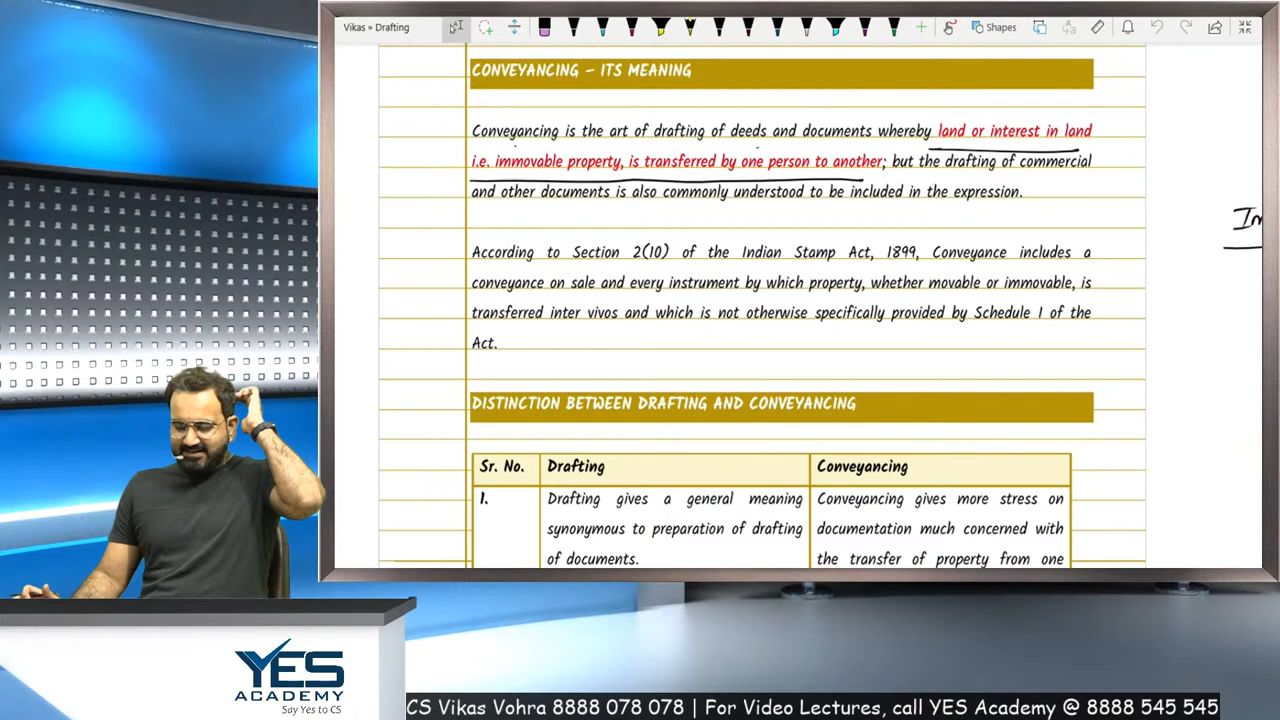 Vikas » Drafting
Shapes
CONVEYANCING – ITS MEANING
Conveyancing is the art of drafting of deeds and documents whereby land or interest in land
i.e. immovable property, is transferred by one person to another; but the drafting of commercial
and other documents is also commonly understood to be included in the expression.
According to Section 2(10) of the Indian Stamp Act, 1899, Conveyance includes a
conveyance on sale and every instrument by which property, whether movable or immovable, is
transferred inter vivos and which is not otherwise specifically provided by Schedule I of the
Act.
DISTINCTION BETWEEN DRAFTING AND CONVEYANCING
Sr. No. Drafting Conveyancing
1. Drafting gives a general meaning Conveyancing gives more stress on
synonymous to preparation of drafting documentation much concerned with
of documents. the transfer of property from one
YES
ACADEMY
Say Yes to CS
CS Vikas Vohra 8888 078 078 | For Video Lectures, call YES Academy @ 8888 545 545